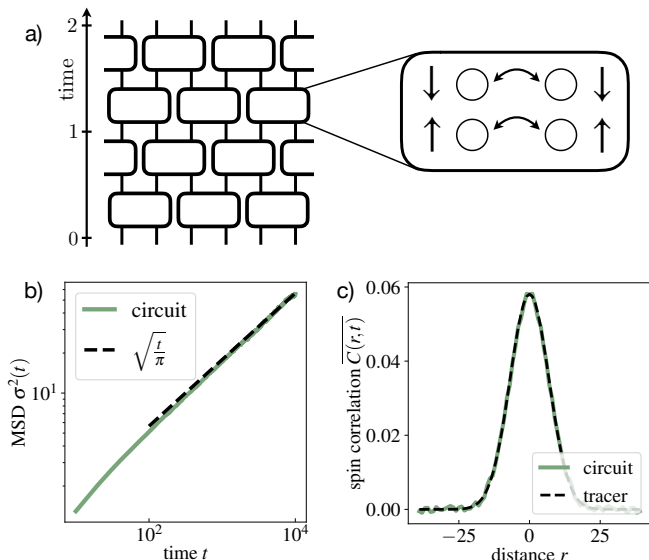 a)
time
2
1
0
b)
MSD σ²(t)
circuit
√(t/π)
10¹
10²
10⁴
time t
c)
spin correlation C(r,t)
0.06
0.04
0.02
0.00
circuit
tracer
−25
0
25
distance r